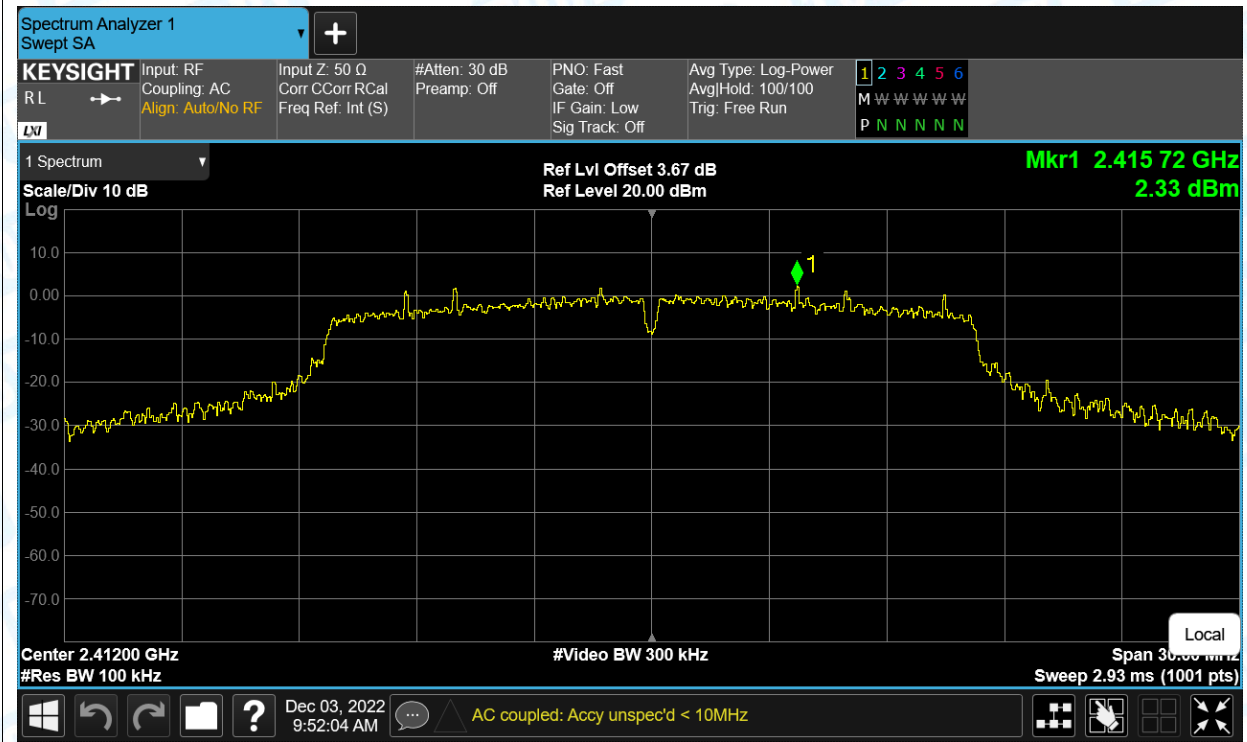 Spectrum Analyzer 1
Swept SA
+
KEYSIGHT
R L
LXI
Input: RF
Coupling: AC
Align: Auto/No RF
Input Z: 50 Ω
Corr CCorr RCal
Freq Ref: Int (S)
#Atten: 30 dB
Preamp: Off
PNO: Fast
Gate: Off
IF Gain: Low
Sig Track: Off
Avg Type: Log-Power
Avg|Hold: 100/100
Trig: Free Run
1 2 3 4 5 6
M W W W W W W
P N N N N N N
1 Spectrum
Scale/Div 10 dB
Ref Lvl Offset 3.67 dB
Ref Level 20.00 dBm
Mkr1 2.415 72 GHz
2.33 dBm
Log
10.0
0.00
-10.0
-20.0
-30.0
-40.0
-50.0
-60.0
-70.0
1
Center 2.41200 GHz
#Res BW 100 kHz
#Video BW 300 kHz
Local
Span 30.00 MHz
Sweep 2.93 ms (1001 pts)
?
Dec 03, 2022
9:52:04 AM
AC coupled: Accy unspec'd < 10MHz